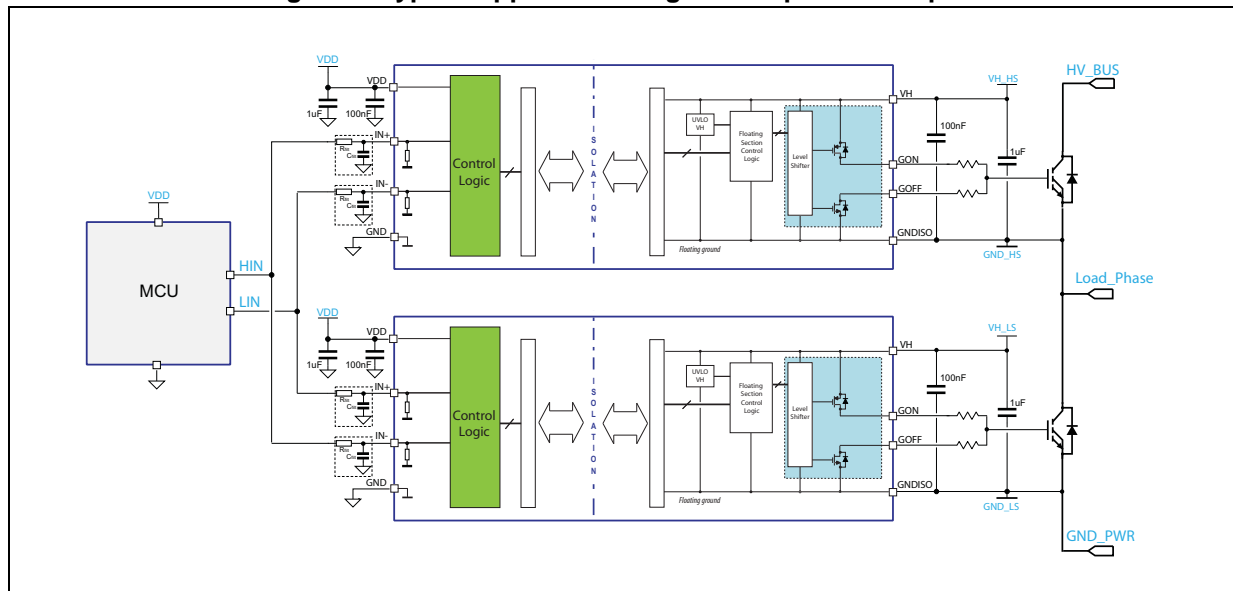 VDD
VDD
1uF
100nF
IN+
IN-
GND
Control
Logic
ISOLATION
UVLO
VH
Floating
Section
Control
Logic
Level
Shifter
Floating ground
VH
GON
GOFF
GNDISO
100nF
VH_HS
1uF
GND_HS
HV_BUS
VDD
MCU
HIN
LIN
Load_Phase
VDD
VDD
1uF
100nF
IN+
IN-
GND
Control
Logic
ISOLATION
UVLO
VH
Floating
Section
Control
Logic
Level
Shifter
Floating ground
VH
GON
GOFF
GNDISO
100nF
VH_LS
1uF
GND_LS
GND_PWR